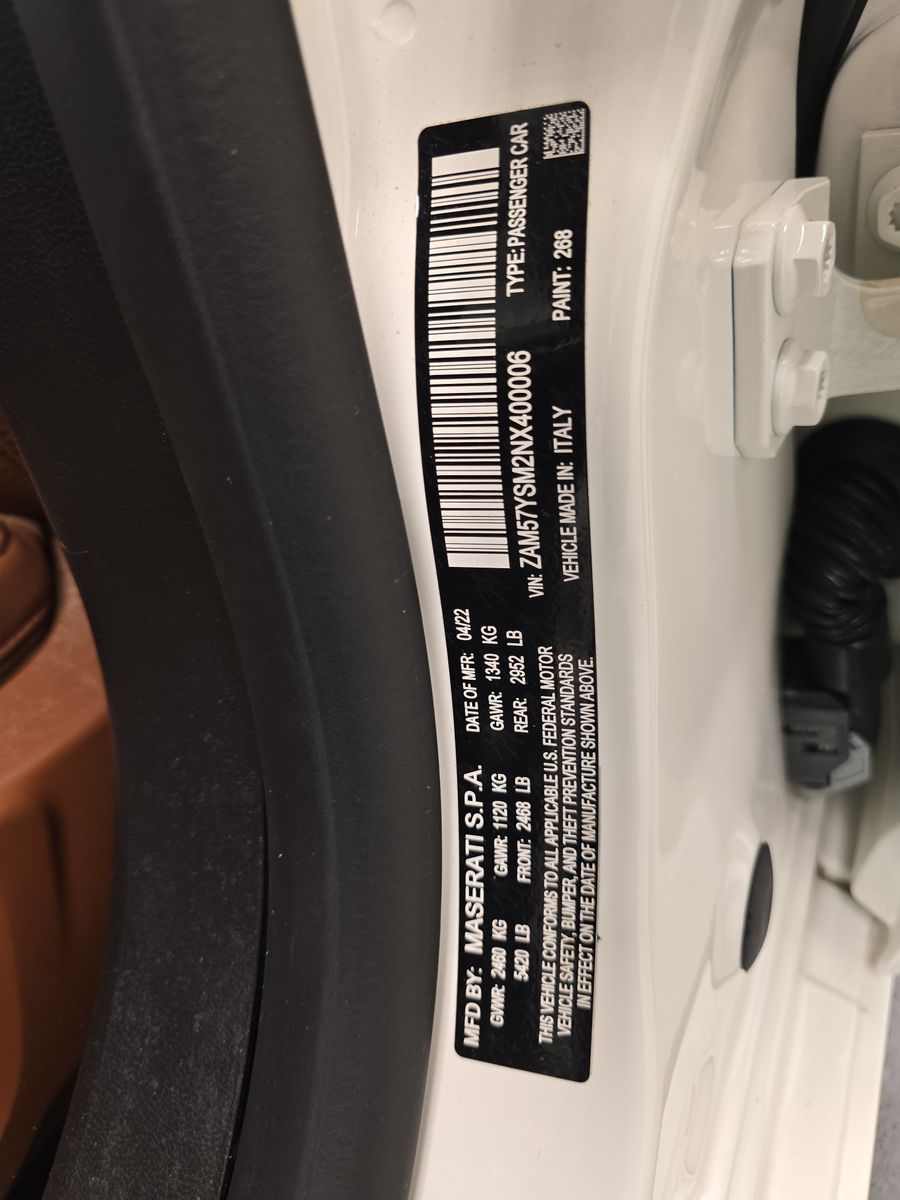 MFD BY: MASERATI S.P.A. DATE OF MFR: 04/22
GVWR: 2460 KG GAWR: 1120 KG GAWR: 1340 KG
5420 LB FRONT: 2468 LB REAR: 2952 LB
THIS VEHICLE CONFORMS TO ALL APPLICABLE U.S. FEDERAL MOTOR
VEHICLE SAFETY, BUMPER, AND THEFT PREVENTION STANDARDS
IN EFFECT ON THE DATE OF MANUFACTURE SHOWN ABOVE.
VIN: ZAM57YSM2NX400006 TYPE: PASSENGER CAR
VEHICLE MADE IN: ITALY PAINT: 268